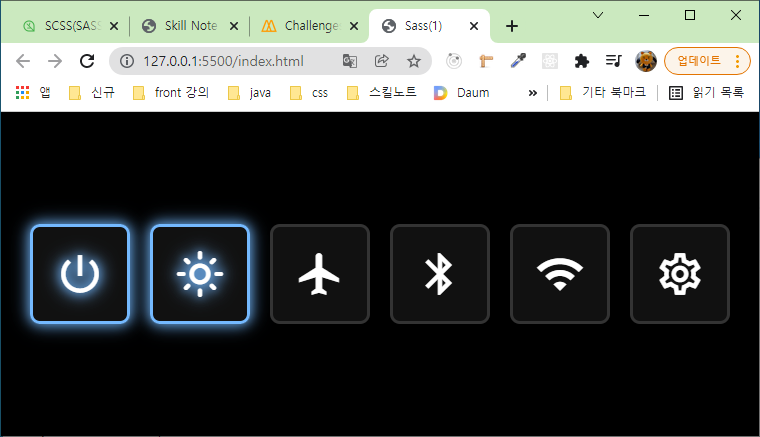 SCSS(SASS
Skill Note
Challenge
Sass(1)
127.0.0.1:5500/index.html
업데이트
앱
신규
front 강의
java
css
스킬노트
Daum
»
기타 북마크
읽기 목록